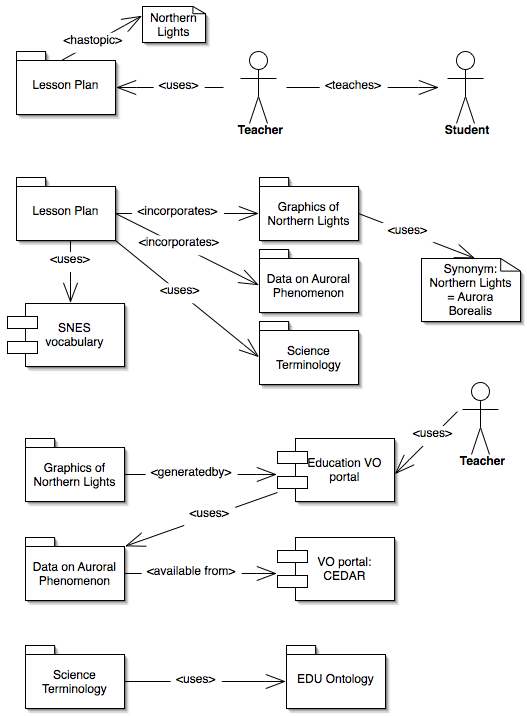 Northern
Lights
<hastopic>
Lesson Plan
<uses>
<teaches>
Teacher
Student
Lesson Plan
<incorporates>
Graphics of
Northern Lights
<uses>
<incorporates>
<uses>
Data on Auroral
Phenomenon
Synonym:
Northern Lights
= Aurora
Borealis
<uses>
SNES
vocabulary
Science
Terminology
<uses>
Teacher
Graphics of
Northern Lights
<generatedby>
Education VO
portal
<uses>
Data on Auroral
Phenomenon
<available from>
VO portal:
CEDAR
Science
Terminology
<uses>
EDU Ontology